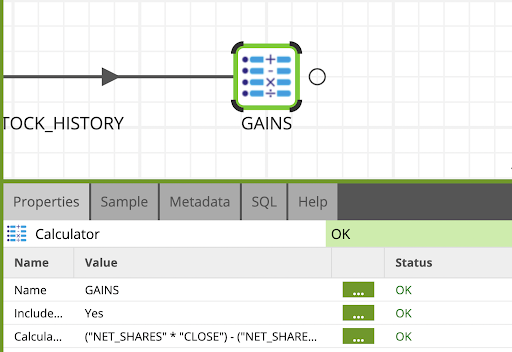 TOCK_HISTORY
GAINS
Properties Sample Metadata SQL Help
Calculator OK
Name Value Status
Name GAINS ... OK
Include... Yes ... OK
Calcula... ("NET_SHARES" * "CLOSE") - ("NET_SHARE... ... OK